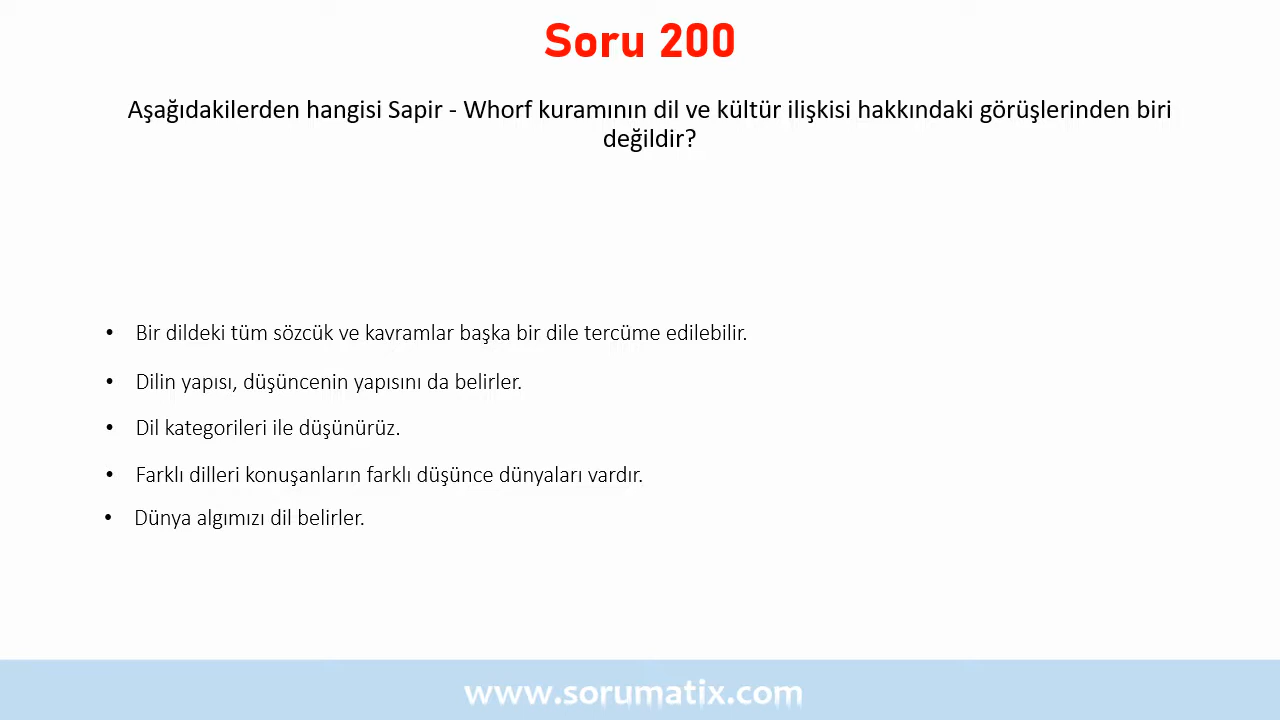 Soru 200
Aşağıdakilerden hangisi Sapir - Whorf kuramının dil ve kültür ilişkisi hakkındaki görüşlerinden biri
değildir?
• Bir dildeki tüm sözcük ve kavramlar başka bir dile tercüme edilebilir.
• Dilin yapısı, düşüncenin yapısını da belirler.
• Dil kategorileri ile düşünürüz.
• Farklı dilleri konuşanların farklı düşünce dünyaları vardır.
• Dünya algımızı dil belirler.
www.sorumatix.com